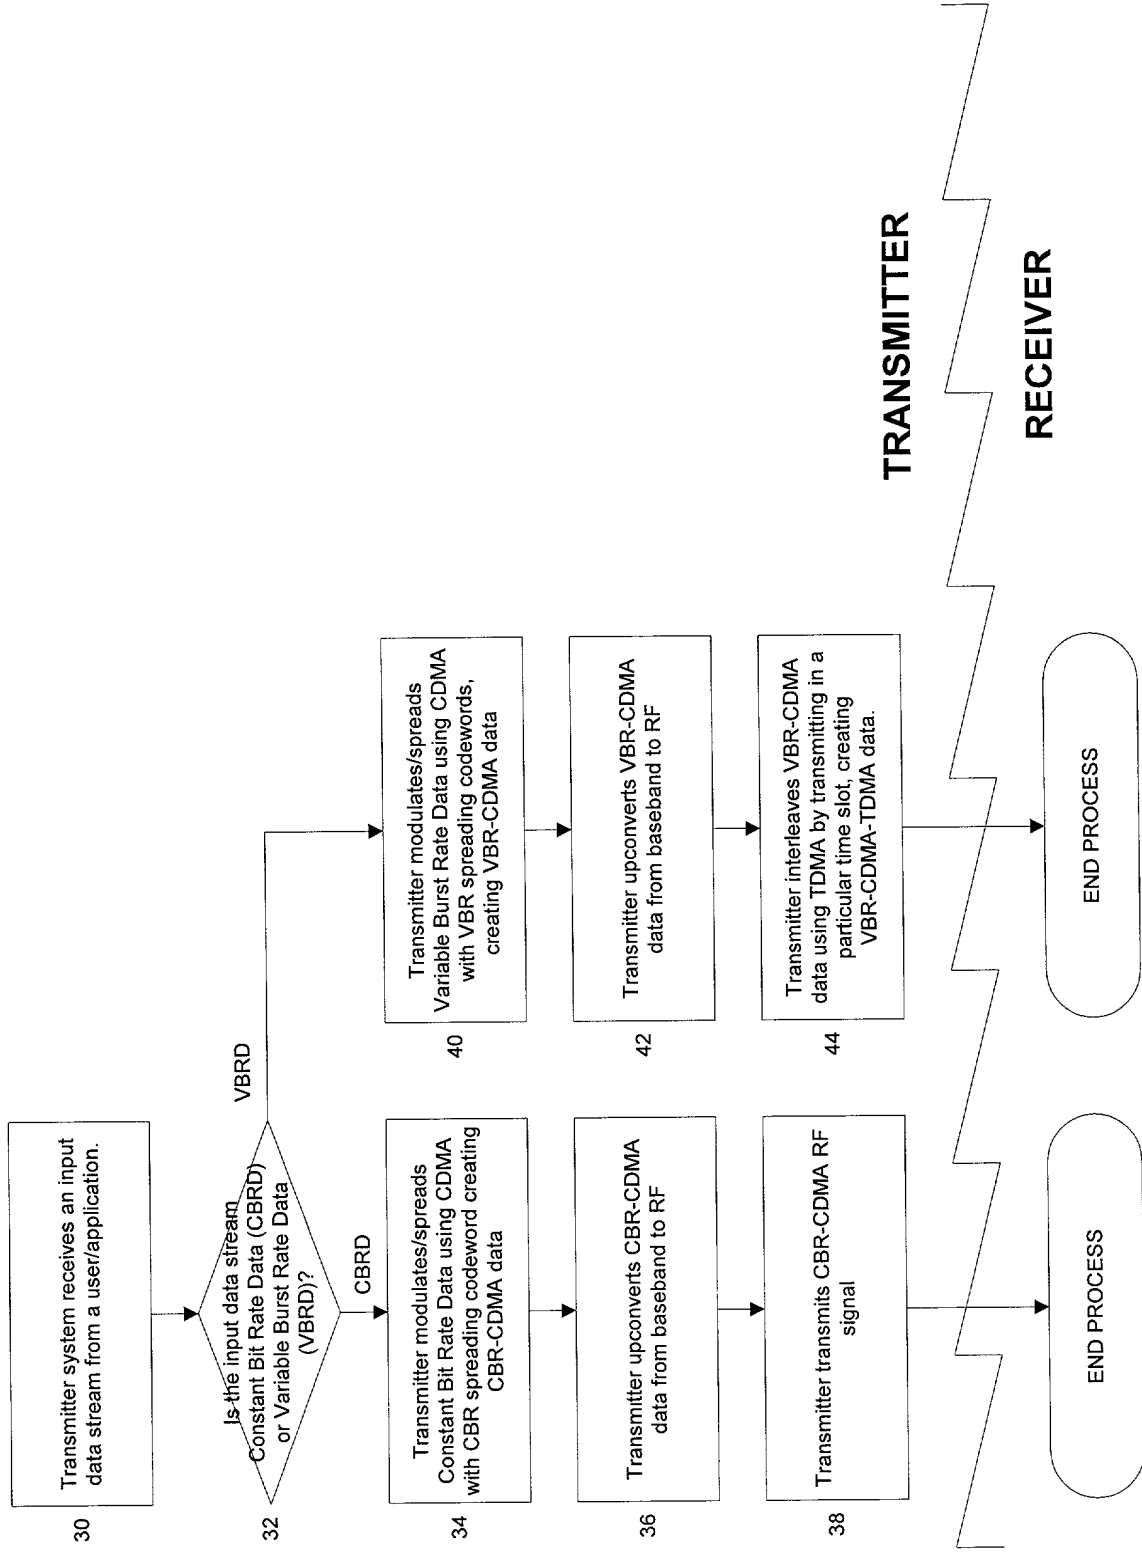 30
Transmitter system receives an input
data stream from a user/application.
32
Is the input data stream
Constant Bit Rate Data (CBRD)
or Variable Burst Rate Data
(VBRD)?
VBRD
CBRD
34
Transmitter modulates/spreads
Constant Bit Rate Data using CDMA
with CBR spreading codeword creating
CBR-CDMA data
40
Transmitter modulates/spreads
Variable Burst Rate Data using CDMA
with VBR spreading codewords,
creating VBR-CDMA data
36
Transmitter upconverts CBR-CDMA
data from baseband to RF
42
Transmitter upconverts VBR-CDMA
data from baseband to RF
38
Transmitter transmits CBR-CDMA RF
signal
44
Transmitter interleaves VBR-CDMA
data using TDMA by transmitting in a
particular time slot, creating
VBR-CDMA-TDMA data.
TRANSMITTER
RECEIVER
END PROCESS
END PROCESS